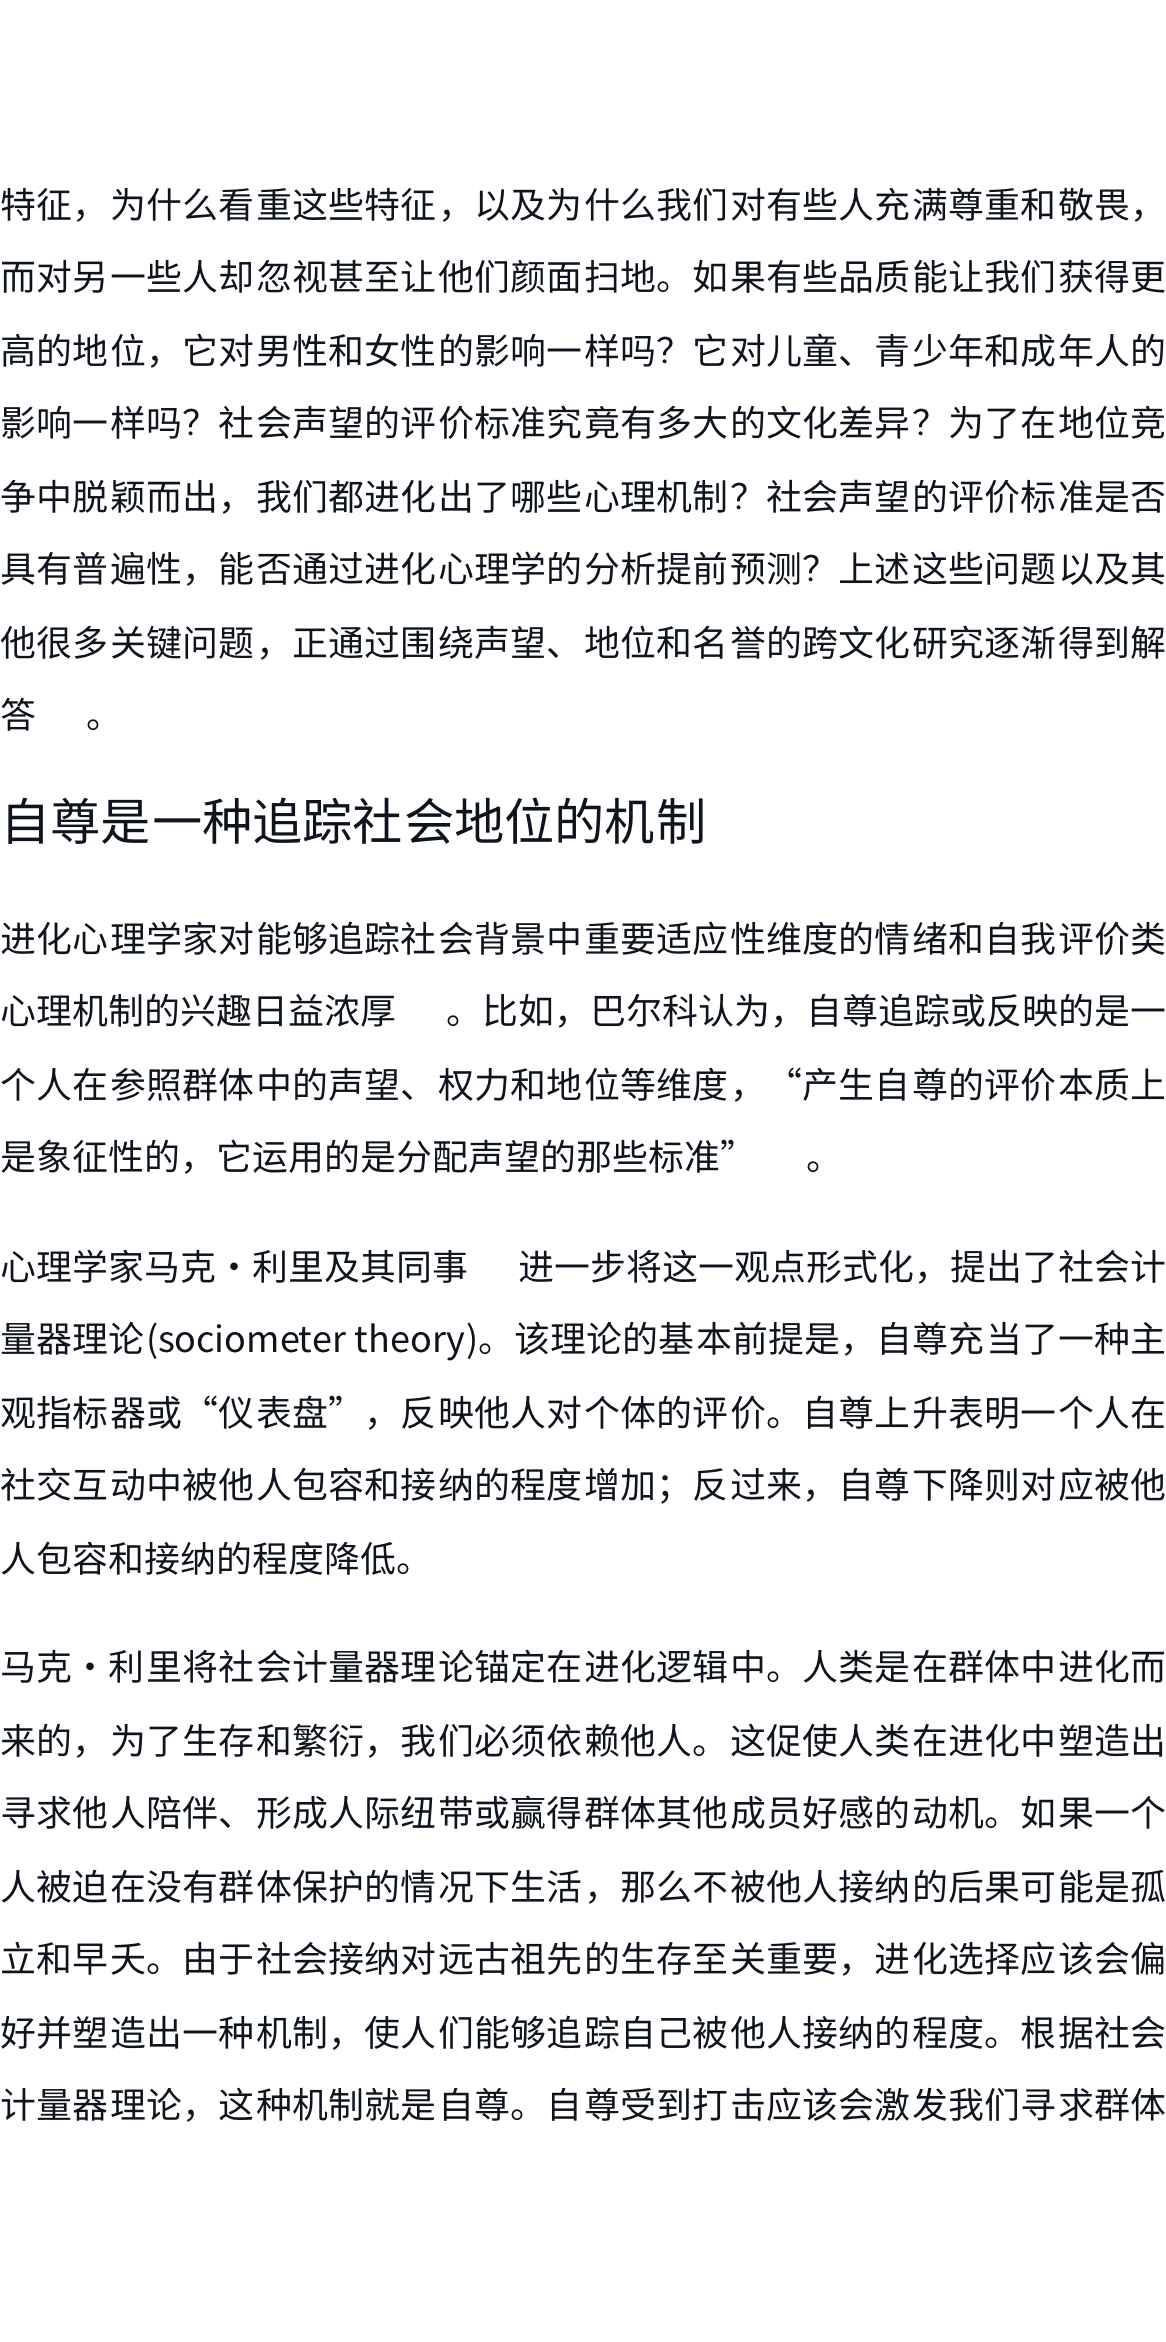 特征，为什么看重这些特征，以及为什么我们对有些人充满尊重和敬畏，
而对另一些人却忽视甚至让他们颜面扫地。如果有些品质能让我们获得更
高的地位，它对男性和女性的影响一样吗？它对儿童、青少年和成年人的
影响一样吗？社会声望的评价标准究竟有多大的文化差异？为了在地位竞
争中脱颖而出，我们都进化出了哪些心理机制？社会声望的评价标准是否
具有普遍性，能否通过进化心理学的分析提前预测？上述这些问题以及其
他很多关键问题，正通过围绕声望、地位和名誉的跨文化研究逐渐得到解
答　。
自尊是一种追踪社会地位的机制
进化心理学家对能够追踪社会背景中重要适应性维度的情绪和自我评价类
心理机制的兴趣日益浓厚　。比如，巴尔科认为，自尊追踪或反映的是一
个人在参照群体中的声望、权力和地位等维度，“产生自尊的评价本质上
是象征性的，它运用的是分配声望的那些标准”　。
心理学家马克·利里及其同事　进一步将这一观点形式化，提出了社会计
量器理论(sociometer theory)。该理论的基本前提是，自尊充当了一种主
观指标器或“仪表盘”，反映他人对个体的评价。自尊上升表明一个人在
社交互动中被他人包容和接纳的程度增加；反过来，自尊下降则对应被他
人包容和接纳的程度降低。
马克·利里将社会计量器理论锚定在进化逻辑中。人类是在群体中进化而
来的，为了生存和繁衍，我们必须依赖他人。这促使人类在进化中塑造出
寻求他人陪伴、形成人际纽带或赢得群体其他成员好感的动机。如果一个
人被迫在没有群体保护的情况下生活，那么不被他人接纳的后果可能是孤
立和早夭。由于社会接纳对远古祖先的生存至关重要，进化选择应该会偏
好并塑造出一种机制，使人们能够追踪自己被他人接纳的程度。根据社会
计量器理论，这种机制就是自尊。自尊受到打击应该会激发我们寻求群体